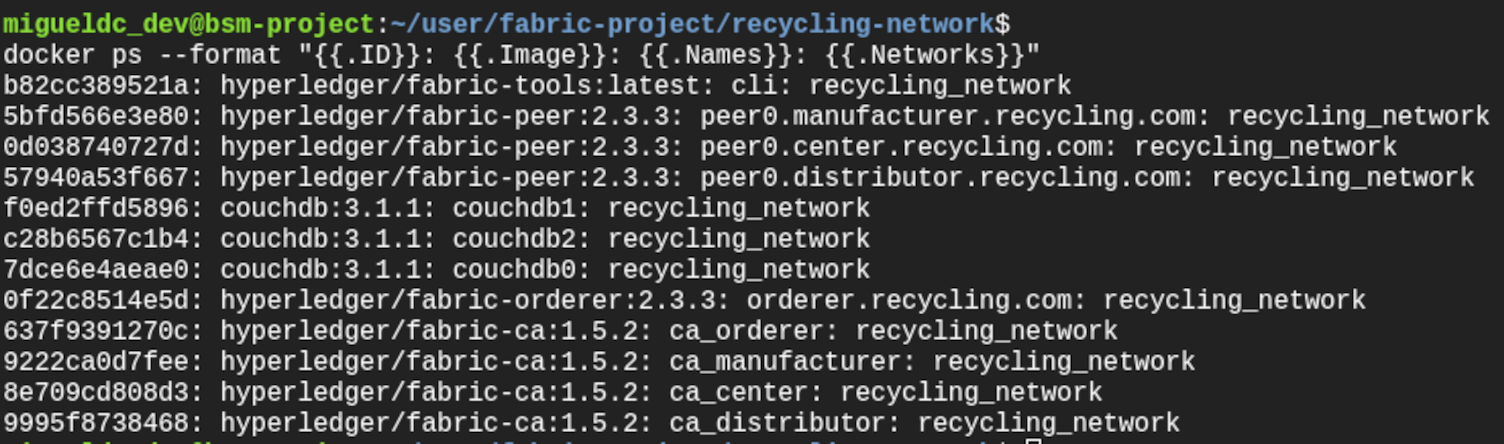 migueldc_dev@bsm-project:~/user/fabric-project/recycling-network$
docker ps --format "{{.ID}}: {{.Image}}: {{.Names}}: {{.Networks}}"
b82cc389521a: hyperledger/fabric-tools:latest: cli: recycling_network
5bfd566e3e80: hyperledger/fabric-peer:2.3.3: peer0.manufacturer.recycling.com: recycling_network
0d038740727d: hyperledger/fabric-peer:2.3.3: peer0.center.recycling.com: recycling_network
57940a53f667: hyperledger/fabric-peer:2.3.3: peer0.distributor.recycling.com: recycling_network
f0ed2ffd5896: couchdb:3.1.1: couchdb1: recycling_network
c28b6567c1b4: couchdb:3.1.1: couchdb2: recycling_network
7dce6e4aeae0: couchdb:3.1.1: couchdb0: recycling_network
0f22c8514e5d: hyperledger/fabric-orderer:2.3.3: orderer.recycling.com: recycling_network
637f9391270c: hyperledger/fabric-ca:1.5.2: ca_orderer: recycling_network
9222ca0d7fee: hyperledger/fabric-ca:1.5.2: ca_manufacturer: recycling_network
8e709cd808d3: hyperledger/fabric-ca:1.5.2: ca_center: recycling_network
9995f8738468: hyperledger/fabric-ca:1.5.2: ca_distributor: recycling_network